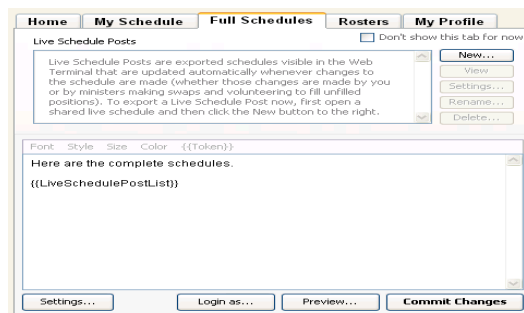 Home My Schedule Full Schedules Rosters My Profile
Live Schedule Posts
Don't show this tab for now
Live Schedule Posts are exported schedules visible in the Web
Terminal that are updated automatically whenever changes to
the schedule are made (whether those changes are made by you
or by ministers making swaps and volunteering to fill unfilled
positions). To export a Live Schedule Post now, first open a
shared live schedule and then click the New button to the right.
New...
View
Settings...
Rename...
Delete...
Font Style Size Color {{Token}}
Here are the complete schedules.
{{LiveSchedulePostList}}
Settings... Login as... Preview... Commit Changes